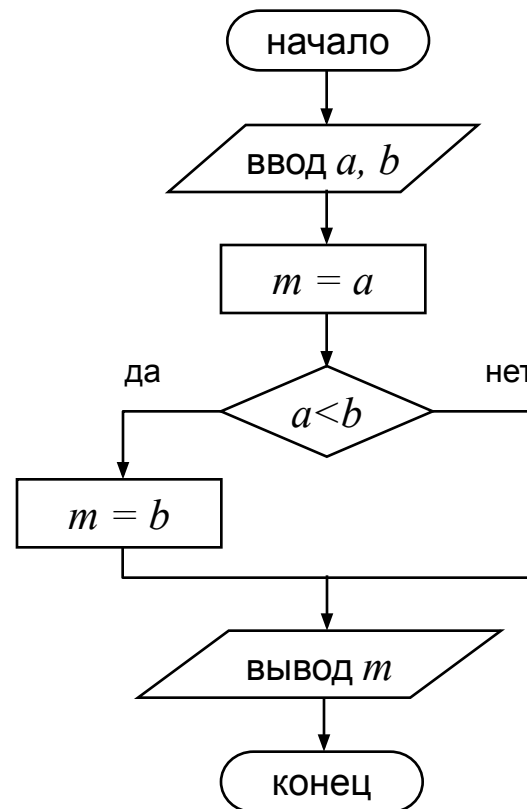 начало
ввод a, b
m = a
да
нет
a<b
m = b
вывод m
конец